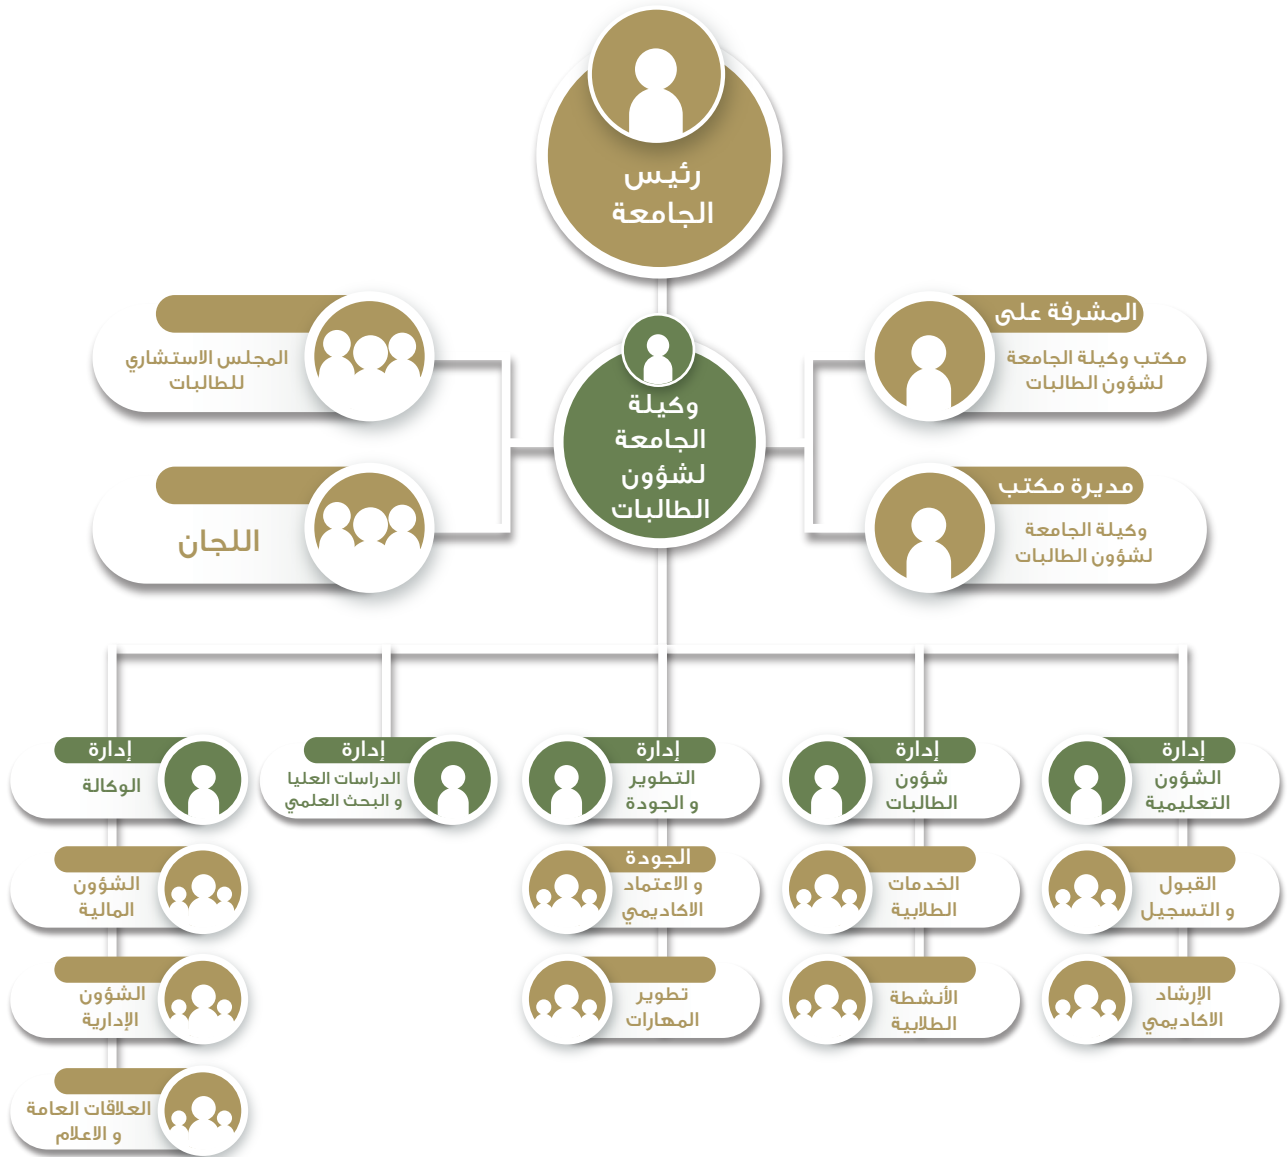 رئيس
الجامعة
المشرفة على
مكتب وكيلة الجامعة
لشؤون الطالبات
المجلس الاستشاري
للطالبات
وكيلة
الجامعة
لشؤون
الطالبات
مديرة مكتب
وكيلة الجامعة
لشؤون الطالبات
اللجان
إدارة
الشؤون
التعليمية
إدارة
شؤون
الطالبات
إدارة
التطوير
و الجودة
إدارة
الدراسات العليا
و البحث العلمي
إدارة
الوكالة
القبول
و التسجيل
الخدمات
الطلابية
الجودة
و الاعتماد
الاكاديمي
الشؤون
المالية
الإرشاد
الاكاديمي
الأنشطة
الطلابية
تطوير
المهارات
الشؤون
الإدارية
العلاقات العامة
و الاعلام